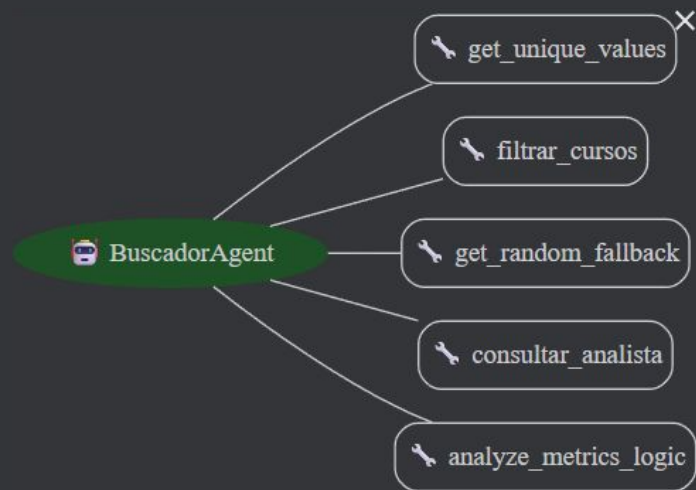 get_unique_values
filtrar_cursos
BuscadorAgent
get_random_fallback
consultar_analista
analyze_metrics_logic